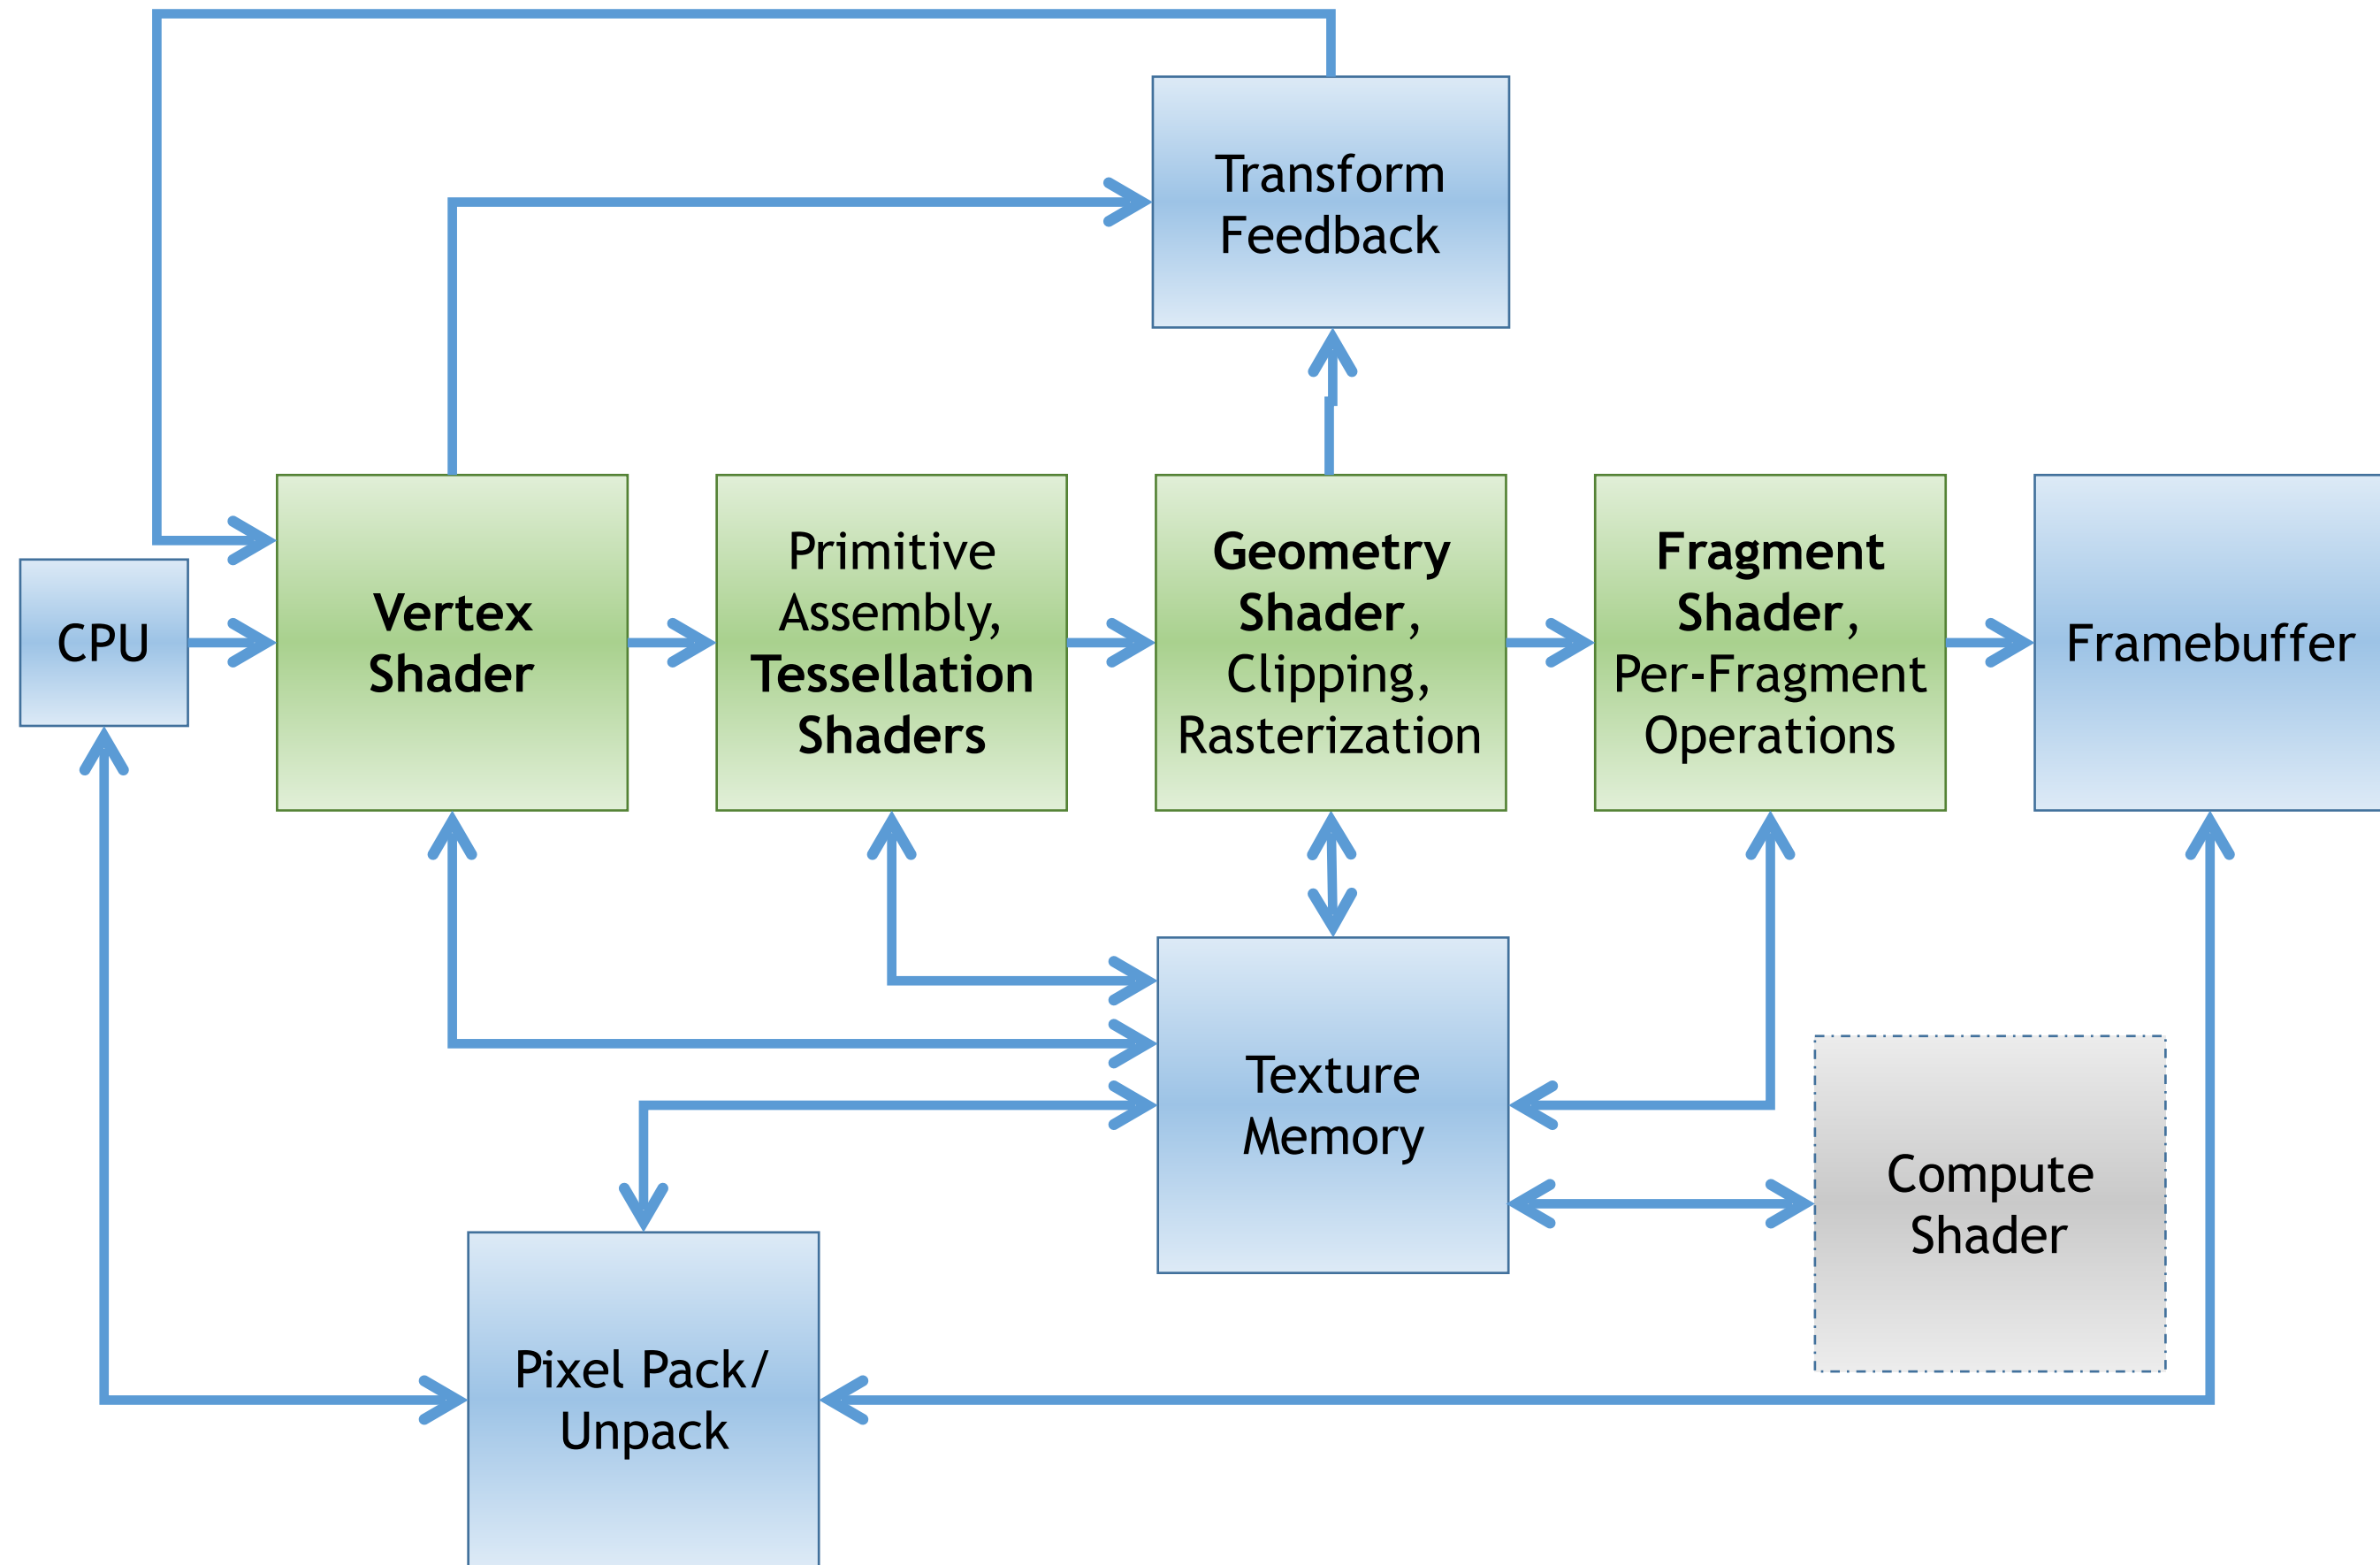 Transform
Feedback
CPU
Vertex
Shader
Primitive
Assembly,
Tessellation
Shaders
Geometry
Shader,
Clipping,
Rasterization
Fragment
Shader,
Per-Fragment
Operations
Framebuffer
Texture
Memory
Compute
Shader
Pixel Pack/
Unpack